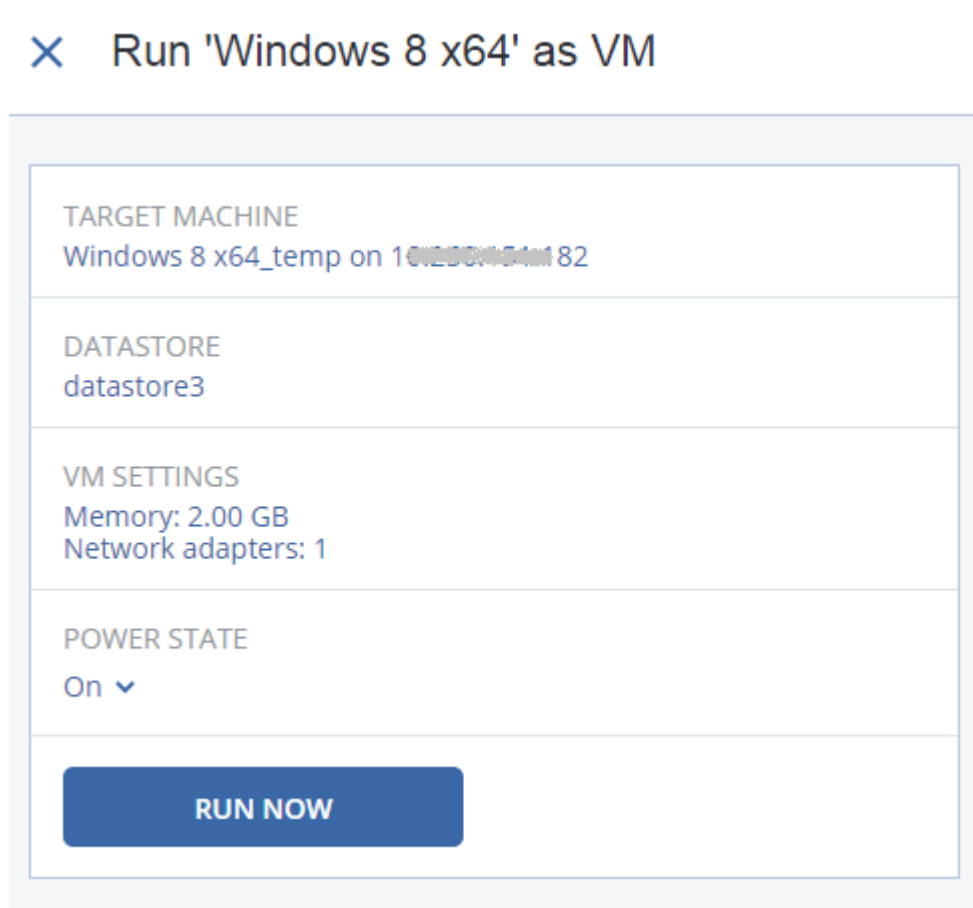 Run 'Windows 8 x64' as VM
TARGET MACHINE
Windows 8 x64_temp on
DATASTORE
datastore3
VM SETTINGS
Memory: 2.00 GB
Network adapters: 1
POWER STATE
On
RUN NOW